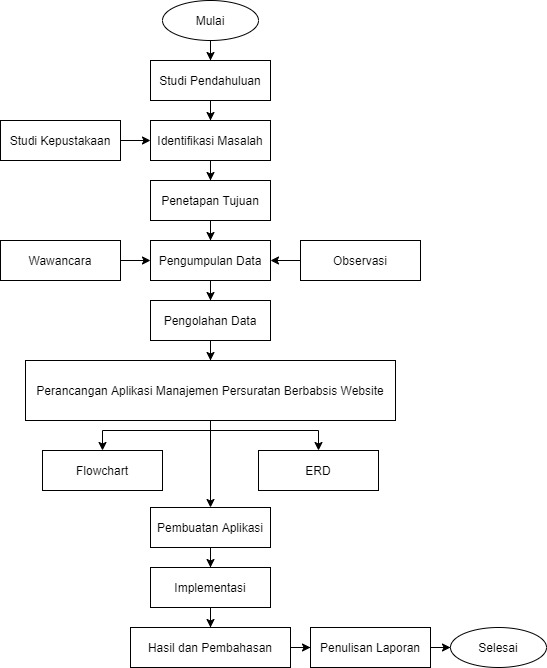 Mulai
Studi Pendahuluan
Studi Kepustakaan
Identifikasi Masalah
Penetapan Tujuan
Wawancara
Pengumpulan Data
Observasi
Pengolahan Data
Perancangan Aplikasi Manajemen Persuratan Berbabsis Website
Flowchart
ERD
Pembuatan Aplikasi
Implementasi
Hasil dan Pembahasan
Penulisan Laporan
Selesai